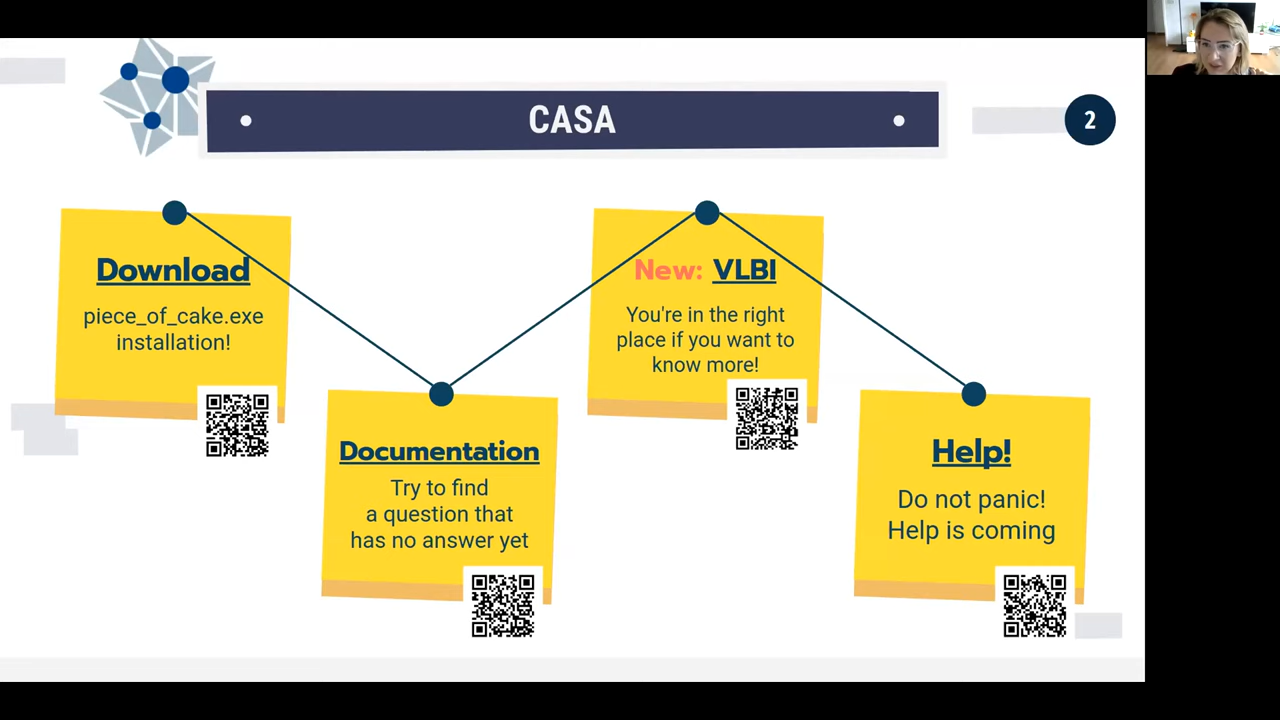 CASA
2
Download
piece_of_cake.exe
installation!
Documentation
Try to find
a question that
has no answer yet
New: VLBI
You're in the right
place if you want to
know more!
Help!
Do not panic!
Help is coming